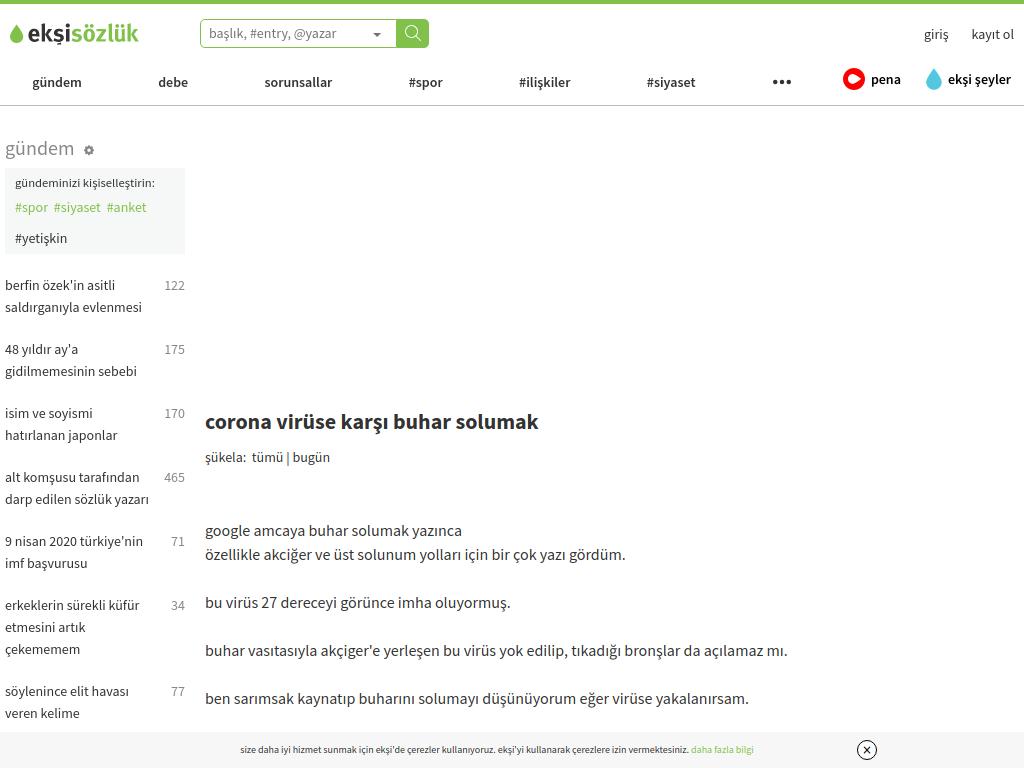 ekşisözlük
başlık, #entry, @yazar
giriş
kayıt ol
gündem
debe
sorunsallar
#spor
#ilişkiler
#siyaset
•••
pena
ekşi şeyler
gündem
gündeminizi kişiselleştirin:
#spor #siyaset #anket
#yetişkin
berfin özek'in asitli 122
saldırganıyla evlenmesi
48 yıldır ay'a 175
gidilmemesinin sebebi
isim ve soyismi 170
hatırlanan japonlar
alt komşusu tarafından 465
darp edilen sözlük yazarı
9 nisan 2020 türkiye'nin 71
imf başvurusu
erkeklerin sürekli küfür 34
etmesini artık
çekememem
söylenince elit havası 77
veren kelime
corona virüse karşı buhar solumak
şükela: tümü | bugün
google amcaya buhar solumak yazınca
özellikle akciğer ve üst solunum yolları için bir çok yazı gördüm.
bu virüs 27 dereceyi görünce imha oluyormuş.
buhar vasıtasıyla akçiger'e yerleşen bu virüs yok edilip, tıkadığı bronşlar da açılamaz mı.
ben sarımsak kaynatıp buharını solumayı düşünüyorum eğer virüse yakalanırsam.
size daha iyi hizmet sunmak için ekşi'de çerezler kullanıyoruz. ekşi'yi kullanarak çerezlere izin vermektesiniz. daha fazla bilgi